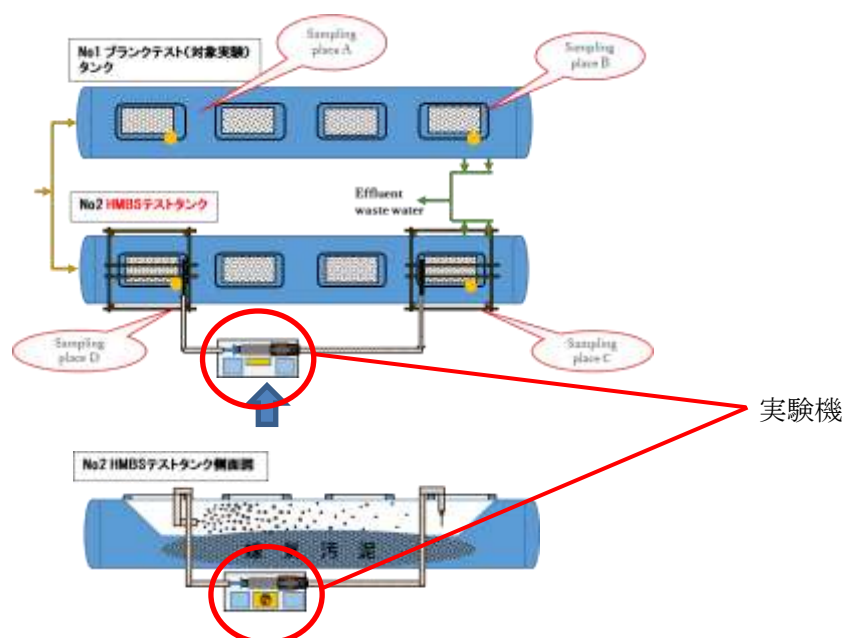 Sampling
place A
No1 ブランクテスト(対象実験)
タンク
Sampling
place B
Effluent
waste water
No2 HMBSテストタンク
Sampling
place D
Sampling
place C
実験機
No2 HMBSテストタンク側面図
汚泥